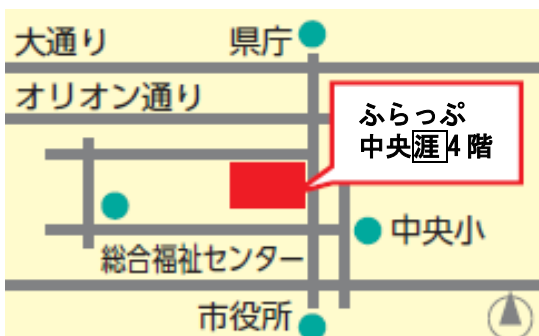 大通り
県庁
オリオン通り
ふらっぷ
中央涯4階
中央小
総合福祉センター
市役所